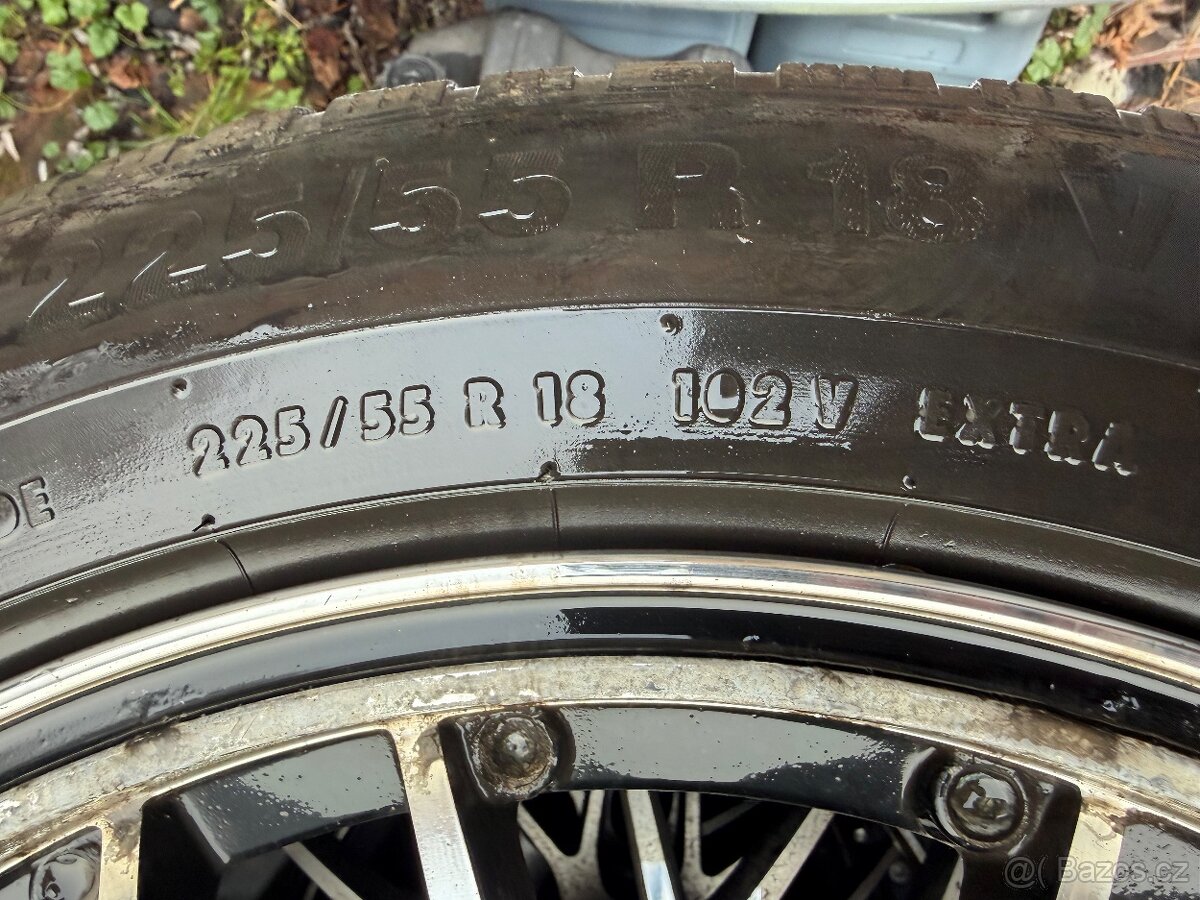 225/55 R 18 V
DE 225/55 R 18 102 V EXTRA
@ Bazos.cz